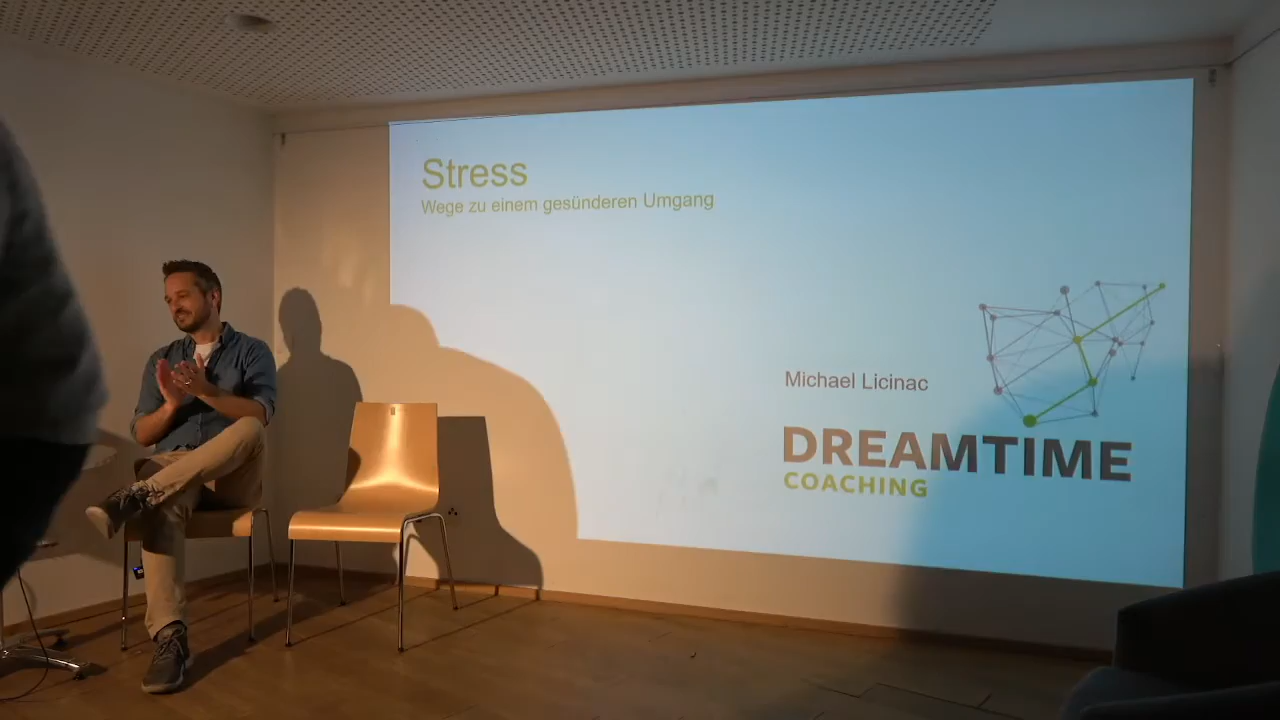 Stress
Wege zu einem gesünderen Umgang
Michael Licinac
DREAMTIME
COACHING